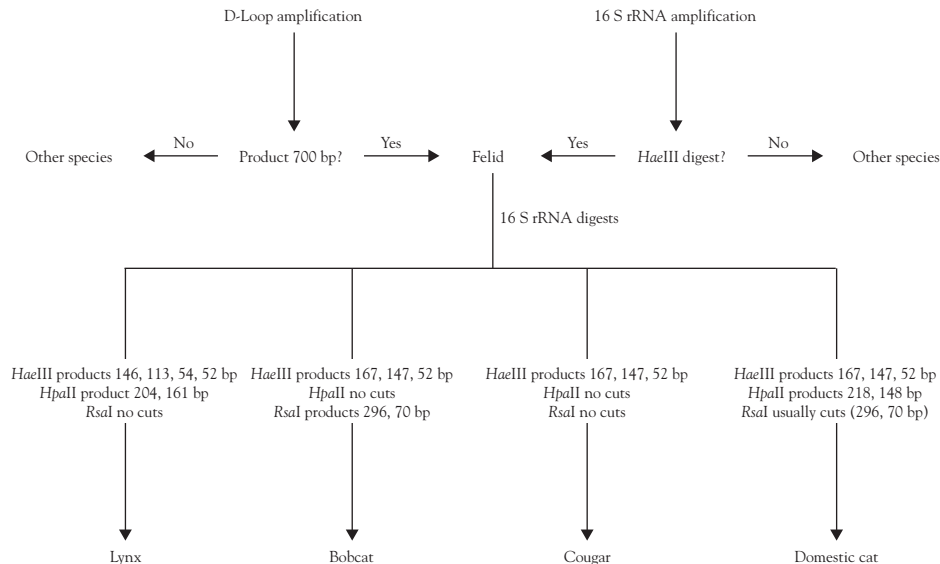 D-Loop amplification
16 S rRNA amplification
Other species
No
Product 700 bp?
Yes
Felid
Yes
HaeIII digest?
No
Other species
16 S rRNA digests
HaeIII products 146, 113, 54, 52 bp
HpaII product 204, 161 bp
RsaI no cuts
HaeIII products 167, 147, 52 bp
HpaII no cuts
RsaI products 296, 70 bp
HaeIII products 167, 147, 52 bp
HpaII no cuts
RsaI no cuts
HaeIII products 167, 147, 52 bp
HpaII products 218, 148 bp
RsaI usually cuts (296, 70 bp)
Lynx
Bobcat
Cougar
Domestic cat